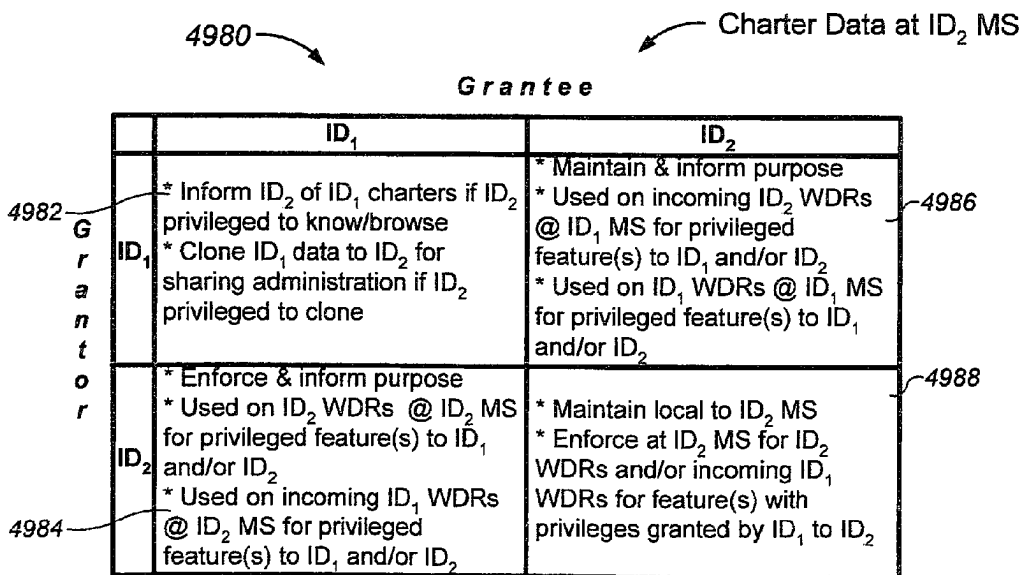 4980
Charter Data at ID₂ MS
Grantee
ID₁
ID₂
Grantor
ID₁
4982
* Inform ID₂ of ID₁ charters if ID₂
privileged to know/browse
* Clone ID₁ data to ID₂ for
sharing administration if ID₂
privileged to clone
* Maintain & inform purpose
* Used on incoming ID₂ WDRs
@ ID₁ MS for privileged
feature(s) to ID₁ and/or ID₂
* Used on ID₁ WDRs @ ID₁ MS
for privileged feature(s) to ID₁
and/or ID₂
4986
ID₂
4984
* Enforce & inform purpose
* Used on ID₂ WDRs @ ID₂ MS
for privileged feature(s) to ID₁
and/or ID₂
* Used on incoming ID₁ WDRs
@ ID₂ MS for privileged
feature(s) to ID₁ and/or ID₂
* Maintain local to ID₂ MS
* Enforce at ID₂ MS for ID₂
WDRs and/or incoming ID₁
WDRs for feature(s) with
privileges granted by ID₁ to ID₂
4988